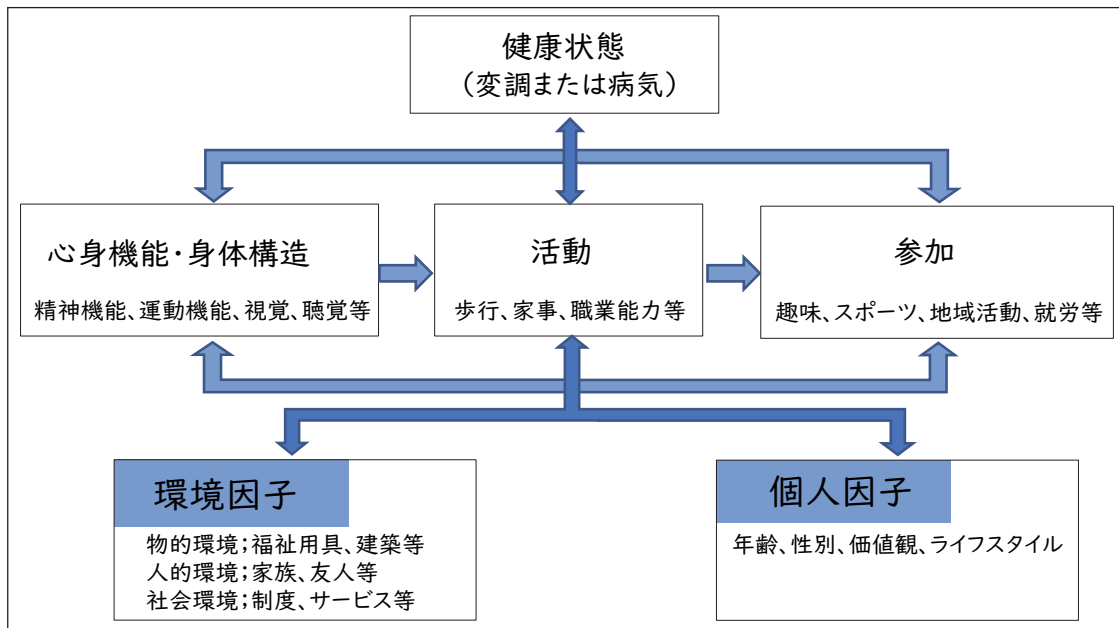 健康状態
（変調または病気）
心身機能・身体構造
精神機能、運動機能、視覚、聴覚等
活動
歩行、家事、職業能力等
参加
趣味、スポーツ、地域活動、就労等
環境因子
物的環境；福祉用具、建築等
人的環境；家族、友人等
社会環境；制度、サービス等
個人因子
年齢、性別、価値観、ライフスタイル